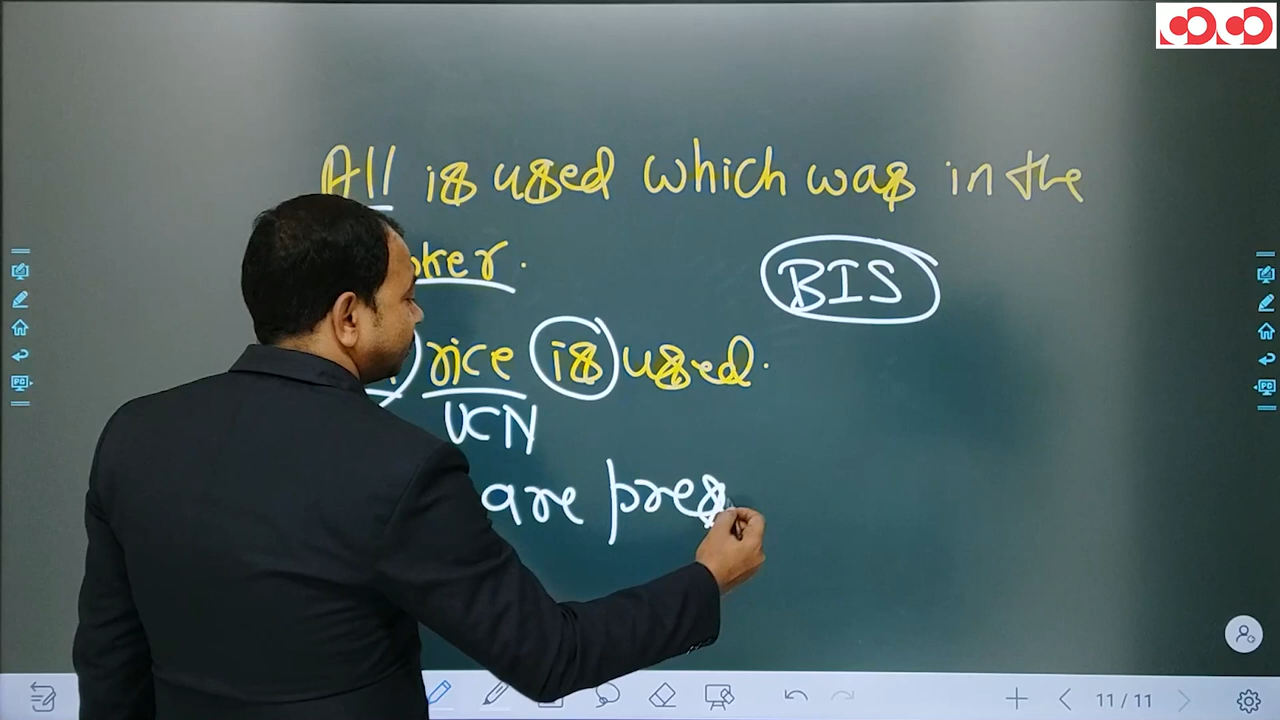 All is used which was in the
BIS
rice is used.
UCN
are pres
11/11